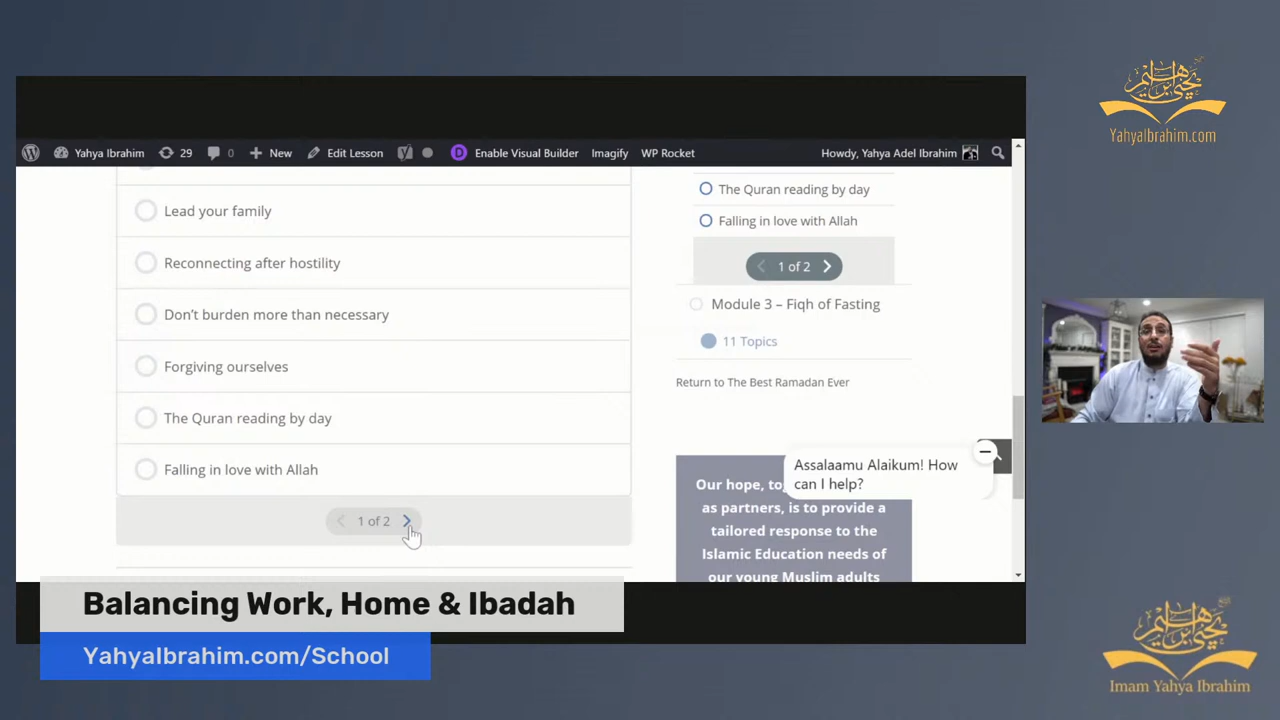 يحيى إبراهيم
YahyaIbrahim.com
Yahya Ibrahim
29
0
New
Edit Lesson
Enable Visual Builder
Imagify
WP Rocket
Howdy, Yahya Adel Ibrahim
Lead your family
Reconnecting after hostility
Don't burden more than necessary
Forgiving ourselves
The Quran reading by day
Falling in love with Allah
1 of 2
The Quran reading by day
Falling in love with Allah
1 of 2
Module 3 – Fiqh of Fasting
11 Topics
Return to The Best Ramadan Ever
Assalaamu Alaikum! How
can I help?
Our hope, to
as partners, is to provide a
tailored response to the
Islamic Education needs of
our young Muslim adults
Balancing Work, Home & Ibadah
YahyaIbrahim.com/School
يحيى إبراهيم
Imam Yahya Ibrahim